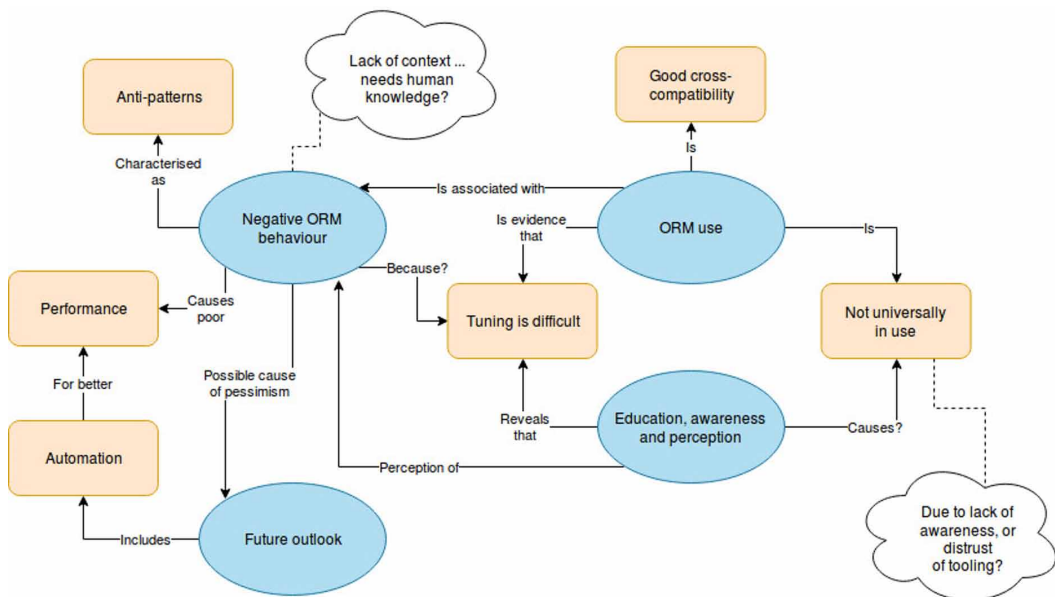 Lack of context ...
needs human
knowledge?
Good cross-
compatibility
Anti-patterns
Is
Characterised
as
Is associated with
Negative ORM
behaviour
Is evidence
that
ORM use
Is
Because?
Performance
Causes
poor
Tuning is difficult
Not universally
in use
For better
Possible cause
of pessimism
Reveals
that
Education, awareness
and perception
Causes?
Automation
Perception of
Includes
Future outlook
Due to lack of
awareness, or
distrust
of tooling?